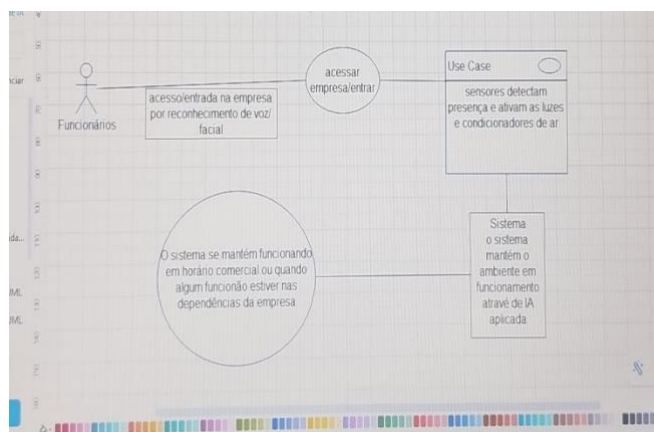 acessar
empresa/entrar
Use Case
sensores detectam
presença e ativam as luzes
e condicionadores de ar
Funcionários
acesso/entrada na empresa
por reconhecimento de voz/
facial
O sistema se mantém funcionando
em horário comercial ou quando
algum funcionão estiver nas
dependências da empresa
Sistema
o sistema
mantém o
ambiente em
funcionamento
atravé de IA
aplicada